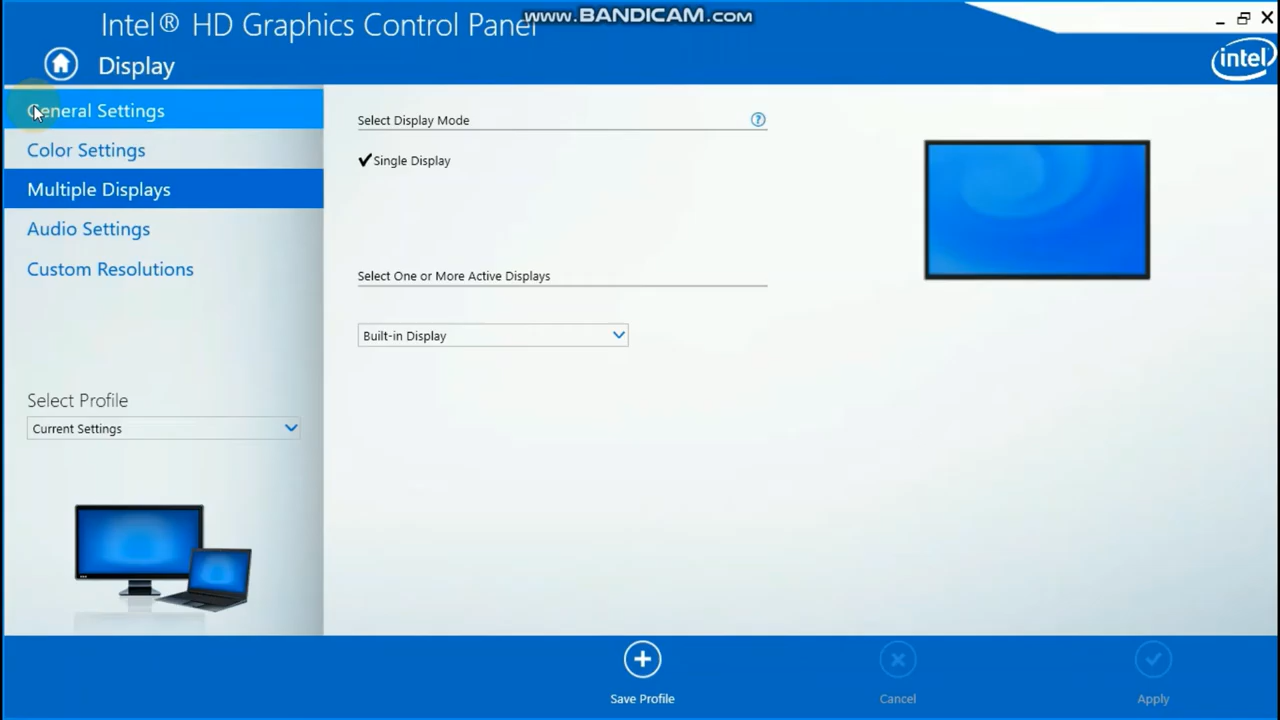 www.BANDICAM.com
Intel® HD Graphics Control Panel
Display
intel
General Settings
Color Settings
Multiple Displays
Audio Settings
Custom Resolutions
Select Profile
Current Settings
Select Display Mode
?
Single Display
Select One or More Active Displays
Built-in Display
Save Profile
Cancel
Apply